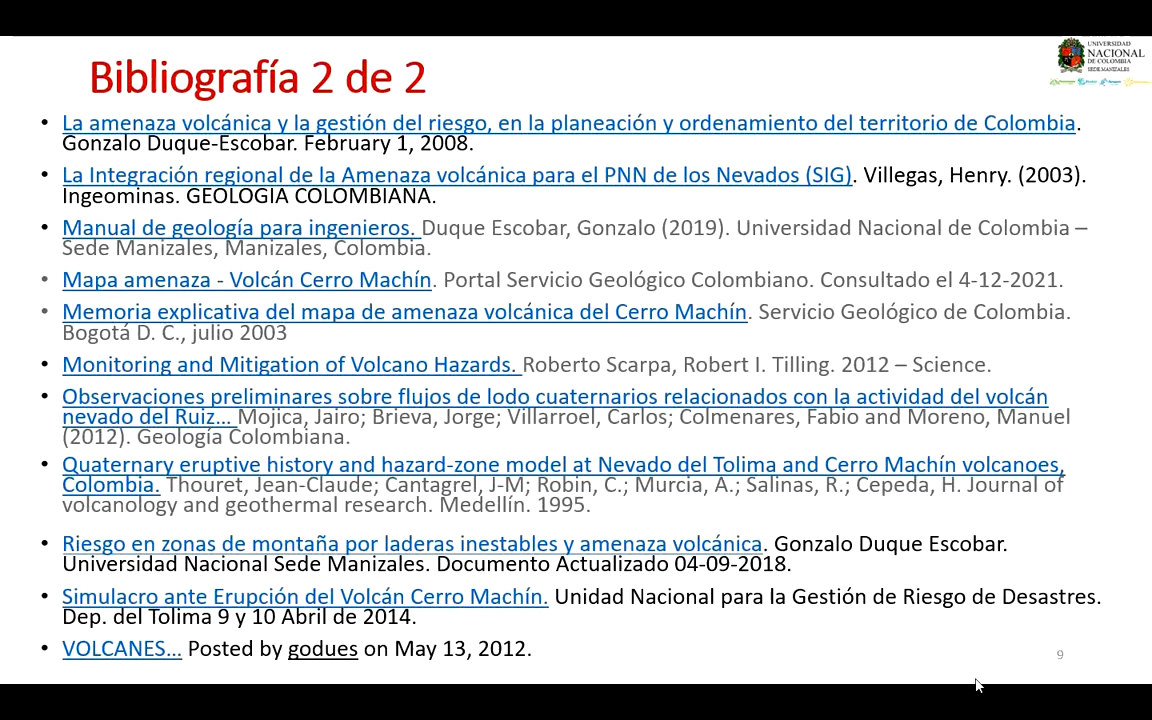 UNIVERSIDAD
NACIONAL
DE COLOMBIA
SEDE MANIZALES
Bibliografía 2 de 2
• La amenaza volcánica y la gestión del riesgo, en la planeación y ordenamiento del territorio de Colombia.
Gonzalo Duque-Escobar. February 1, 2008.
• La Integración regional de la Amenaza volcánica para el PNN de los Nevados (SIG). Villegas, Henry. (2003).
Ingeominas. GEOLOGIA COLOMBIANA.
• Manual de geología para ingenieros. Duque Escobar, Gonzalo (2019). Universidad Nacional de Colombia –
Sede Manizales, Manizales, Colombia.
• Mapa amenaza - Volcán Cerro Machín. Portal Servicio Geológico Colombiano. Consultado el 4-12-2021.
• Memoria explicativa del mapa de amenaza volcánica del Cerro Machín. Servicio Geológico de Colombia.
Bogotá D. C., julio 2003
• Monitoring and Mitigation of Volcano Hazards. Roberto Scarpa, Robert I. Tilling. 2012 – Science.
• Observaciones preliminares sobre flujos de lodo cuaternarios relacionados con la actividad del volcán
nevado del Ruiz… Mojica, Jairo; Brieva, Jorge; Villarroel, Carlos; Colmenares, Fabio and Moreno, Manuel
(2012). Geología Colombiana.
• Quaternary eruptive history and hazard-zone model at Nevado del Tolima and Cerro Machín volcanoes,
Colombia. Thouret, Jean-Claude; Cantagrel, J-M; Robin, C.; Murcia, A.; Salinas, R.; Cepeda, H. Journal of
volcanology and geothermal research. Medellín. 1995.
• Riesgo en zonas de montaña por laderas inestables y amenaza volcánica. Gonzalo Duque Escobar.
Universidad Nacional Sede Manizales. Documento Actualizado 04-09-2018.
• Simulacro ante Erupción del Volcán Cerro Machín. Unidad Nacional para la Gestión de Riesgo de Desastres.
Dep. del Tolima 9 y 10 Abril de 2014.
• VOLCANES… Posted by godues on May 13, 2012.
9